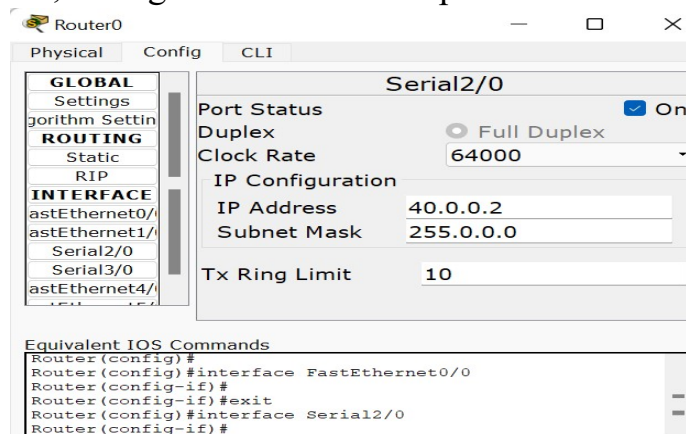 Router0
Physical Config CLI
GLOBAL
Settings
gorithm Settin
ROUTING
Static
RIP
INTERFACE
astEthernet0/
astEthernet1/
Serial2/0
Serial3/0
astEthernet4/
Serial2/0
Port Status On
Duplex Full Duplex
Clock Rate 64000
IP Configuration
IP Address 40.0.0.2
Subnet Mask 255.0.0.0
Tx Ring Limit 10
Equivalent IOS Commands
Router(config)#
Router(config)#interface FastEthernet0/0
Router(config-if)#
Router(config-if)#exit
Router(config)#interface Serial2/0
Router(config-if)#